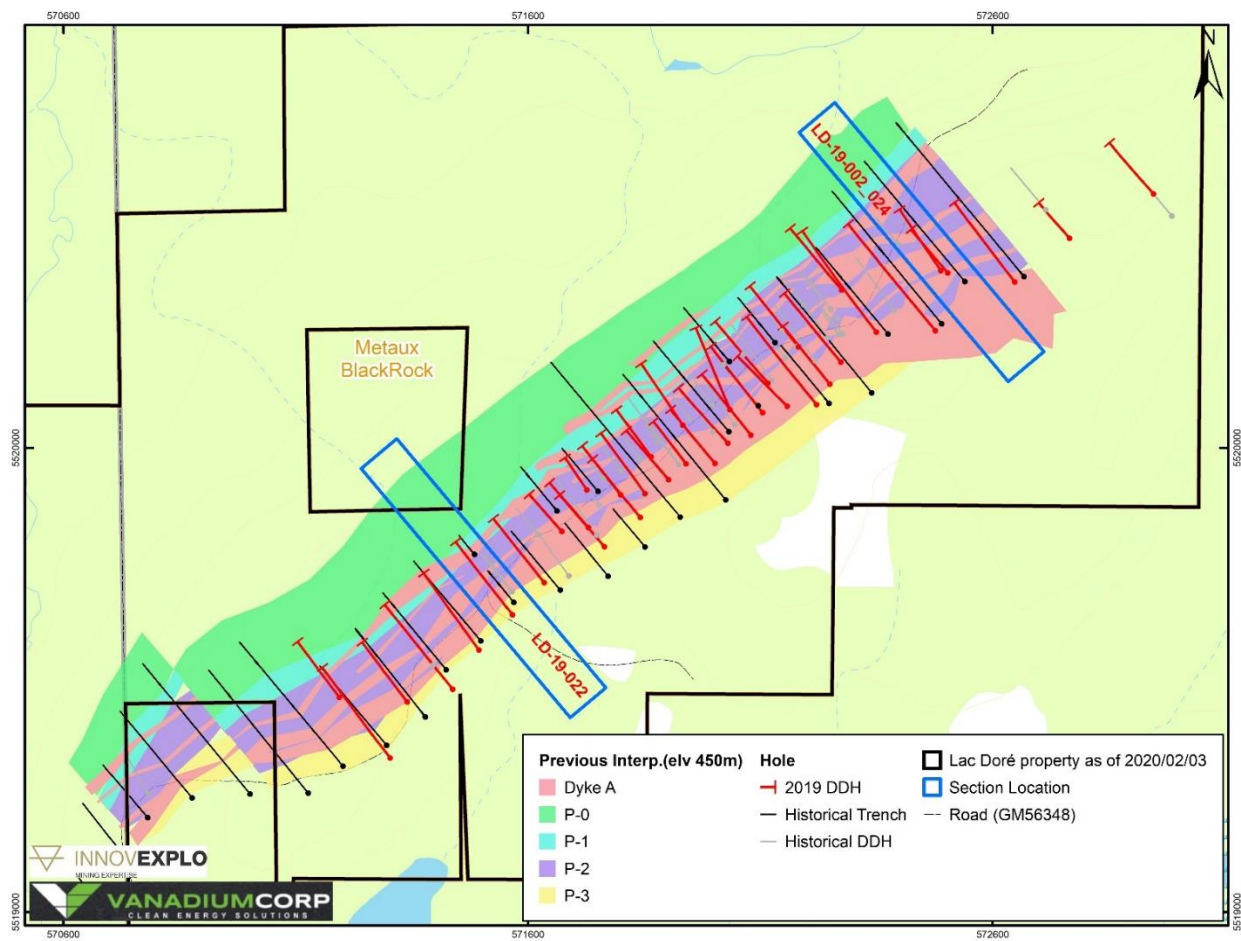 570600
571600
572600
N
LD-19-002_024
Metaux
BlackRock
5520000
5520000
LD-19-022
Previous Interp.(elv 450m)
Dyke A
P-0
P-1
P-2
P-3
Hole
2019 DDH
Historical Trench
Historical DDH
Lac Doré property as of 2020/02/03
Section Location
Road (GM56348)
INNOVEXPLO
MINING EXPERTISE
VANADIUMCORP
CLEAN ENERGY SOLUTIONS
5519000
5519000
570600
571600
572600